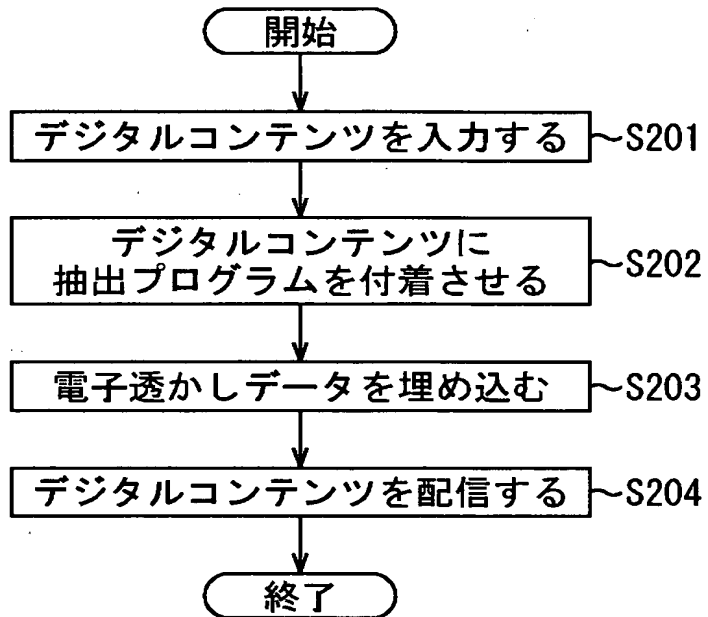 開始
デジタルコンテンツを入力する ～S201
デジタルコンテンツに
抽出プログラムを付着させる ～S202
電子透かしデータを埋め込む ～S203
デジタルコンテンツを配信する ～S204
終了